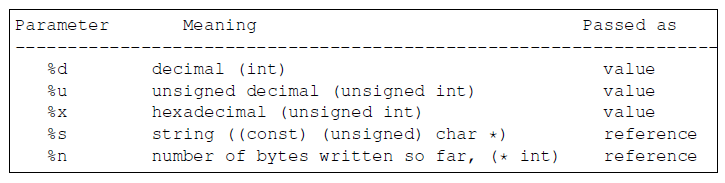 Parameter Meaning Passed as
--------------------------------------------------------------------
%d decimal (int) value
%u unsigned decimal (unsigned int) value
%x hexadecimal (unsigned int) value
%s string ((const) (unsigned) char *) reference
%n number of bytes written so far, (* int) reference